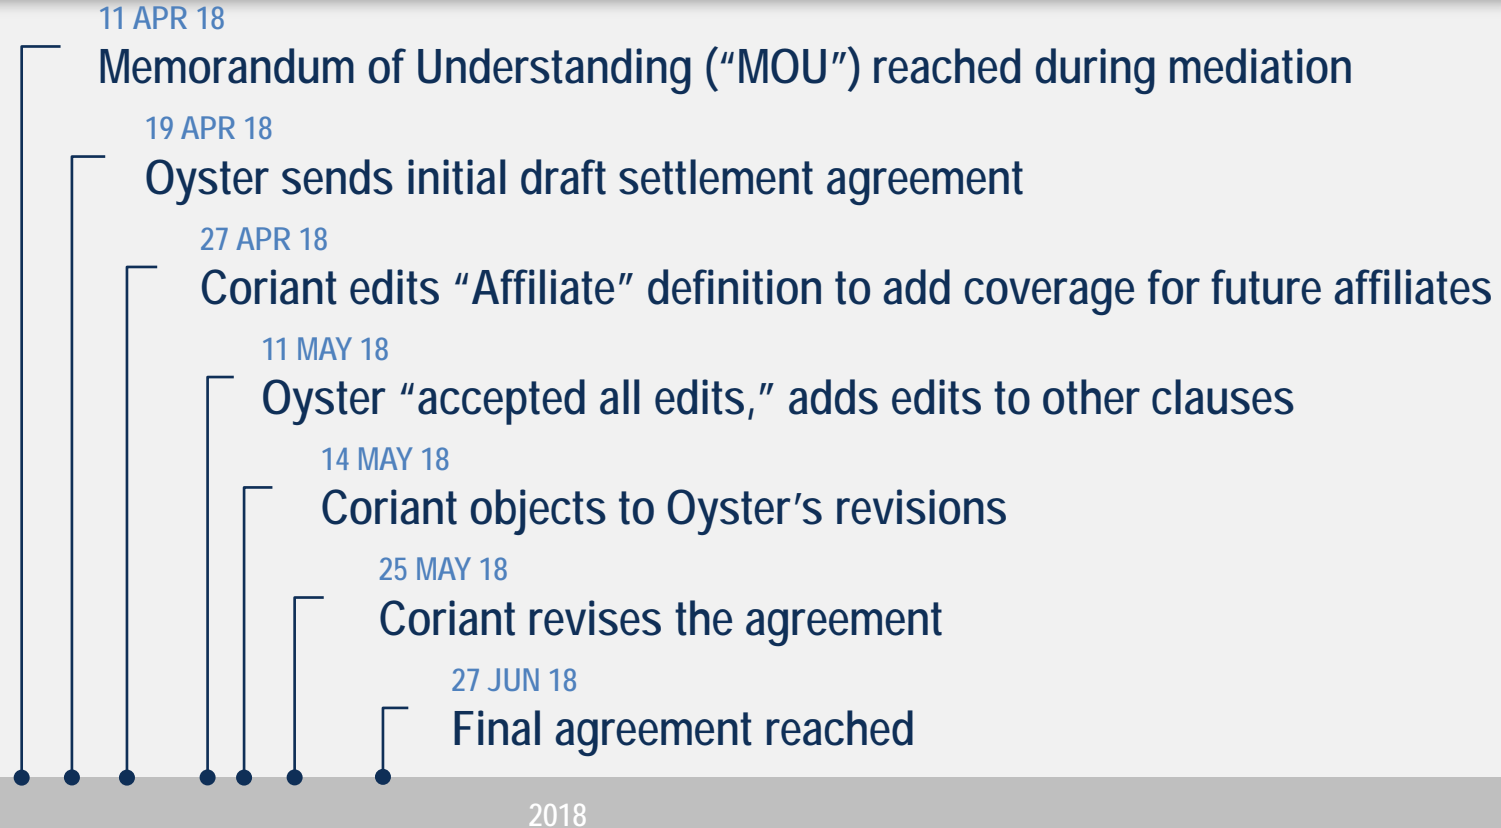 11 APR 18
Memorandum of Understanding (“MOU”) reached during mediation
19 APR 18
Oyster sends initial draft settlement agreement
27 APR 18
Coriant edits “Affiliate” definition to add coverage for future affiliates
11 MAY 18
Oyster “accepted all edits,” adds edits to other clauses
14 MAY 18
Coriant objects to Oyster’s revisions
25 MAY 18
Coriant revises the agreement
27 JUN 18
Final agreement reached
2018